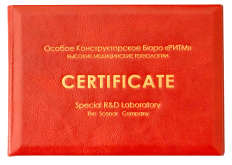 Особое Конструкторское Бюро «РИТМ»
ВЫСОКИЕ МЕДИЦИНСКИЕ ТЕХНОЛОГИИ
CERTIFICATE
Special R&D Laboratory
The Scenar Company